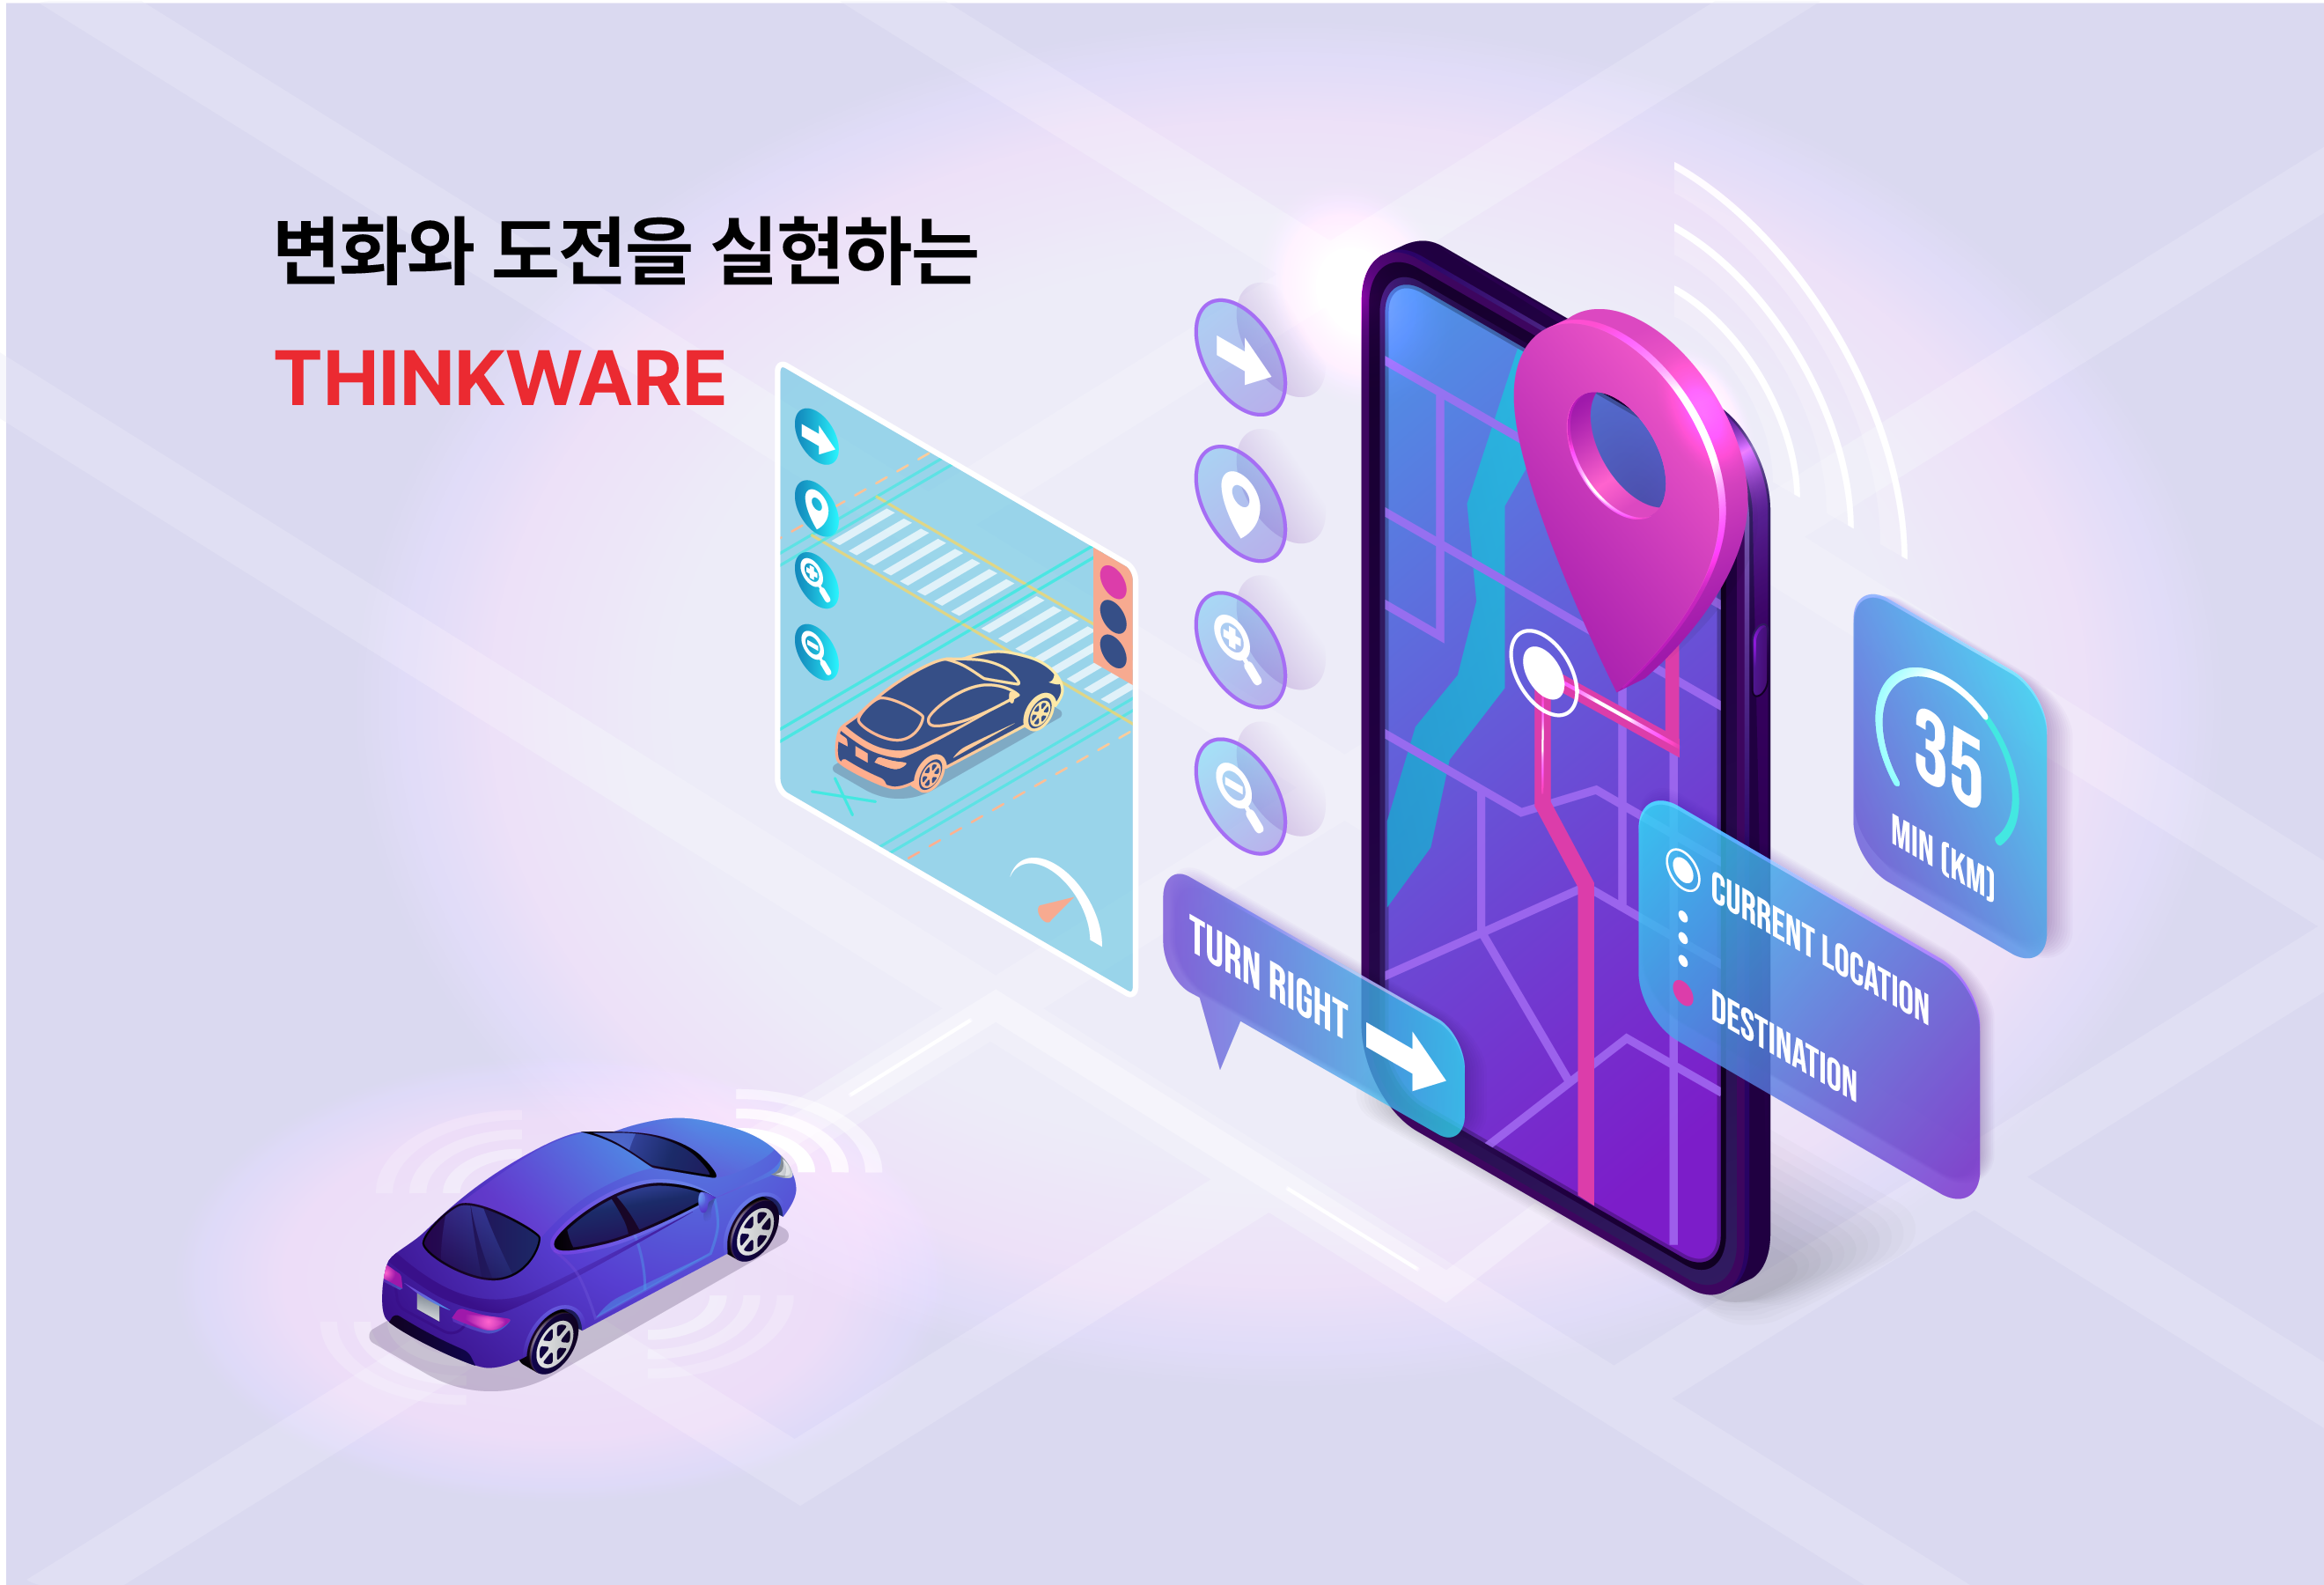 변화와 도전을 실현하는
THINKWARE
TURN RIGHT
CURRENT LOCATION
DESTINATION
35
MIN (KM)